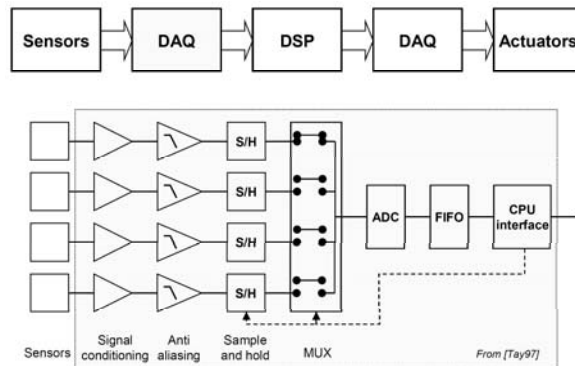 Sensors DAQ DSP DAQ Actuators
S/H
S/H
ADC FIFO CPU
interface
S/H
S/H
Sensors Signal
conditioning Anti
aliasing Sample
and hold MUX From [Tay97]